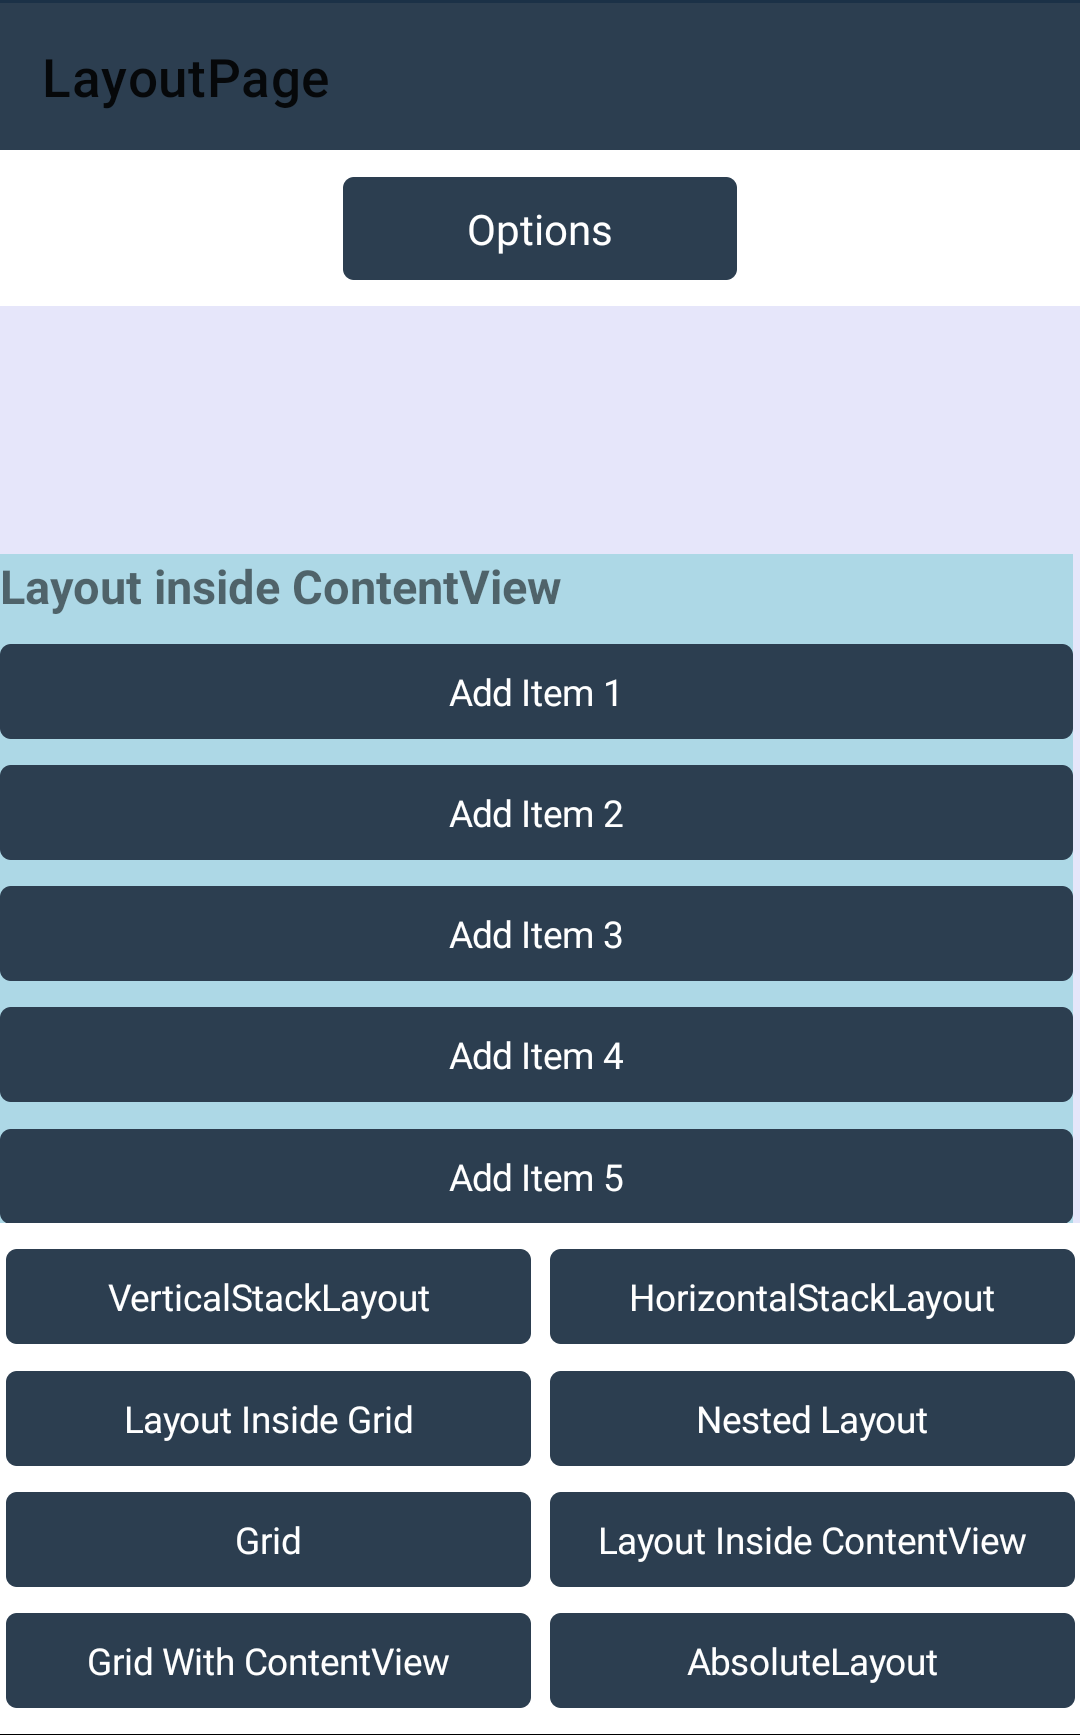 LayoutPage
Options
Layout inside ContentView
Add Item 1
Add Item 2
Add Item 3
Add Item 4
Add Item 5
VerticalStackLayout
HorizontalStackLayout
Layout Inside Grid
Nested Layout
Grid
Layout Inside ContentView
Grid With ContentView
AbsoluteLayout